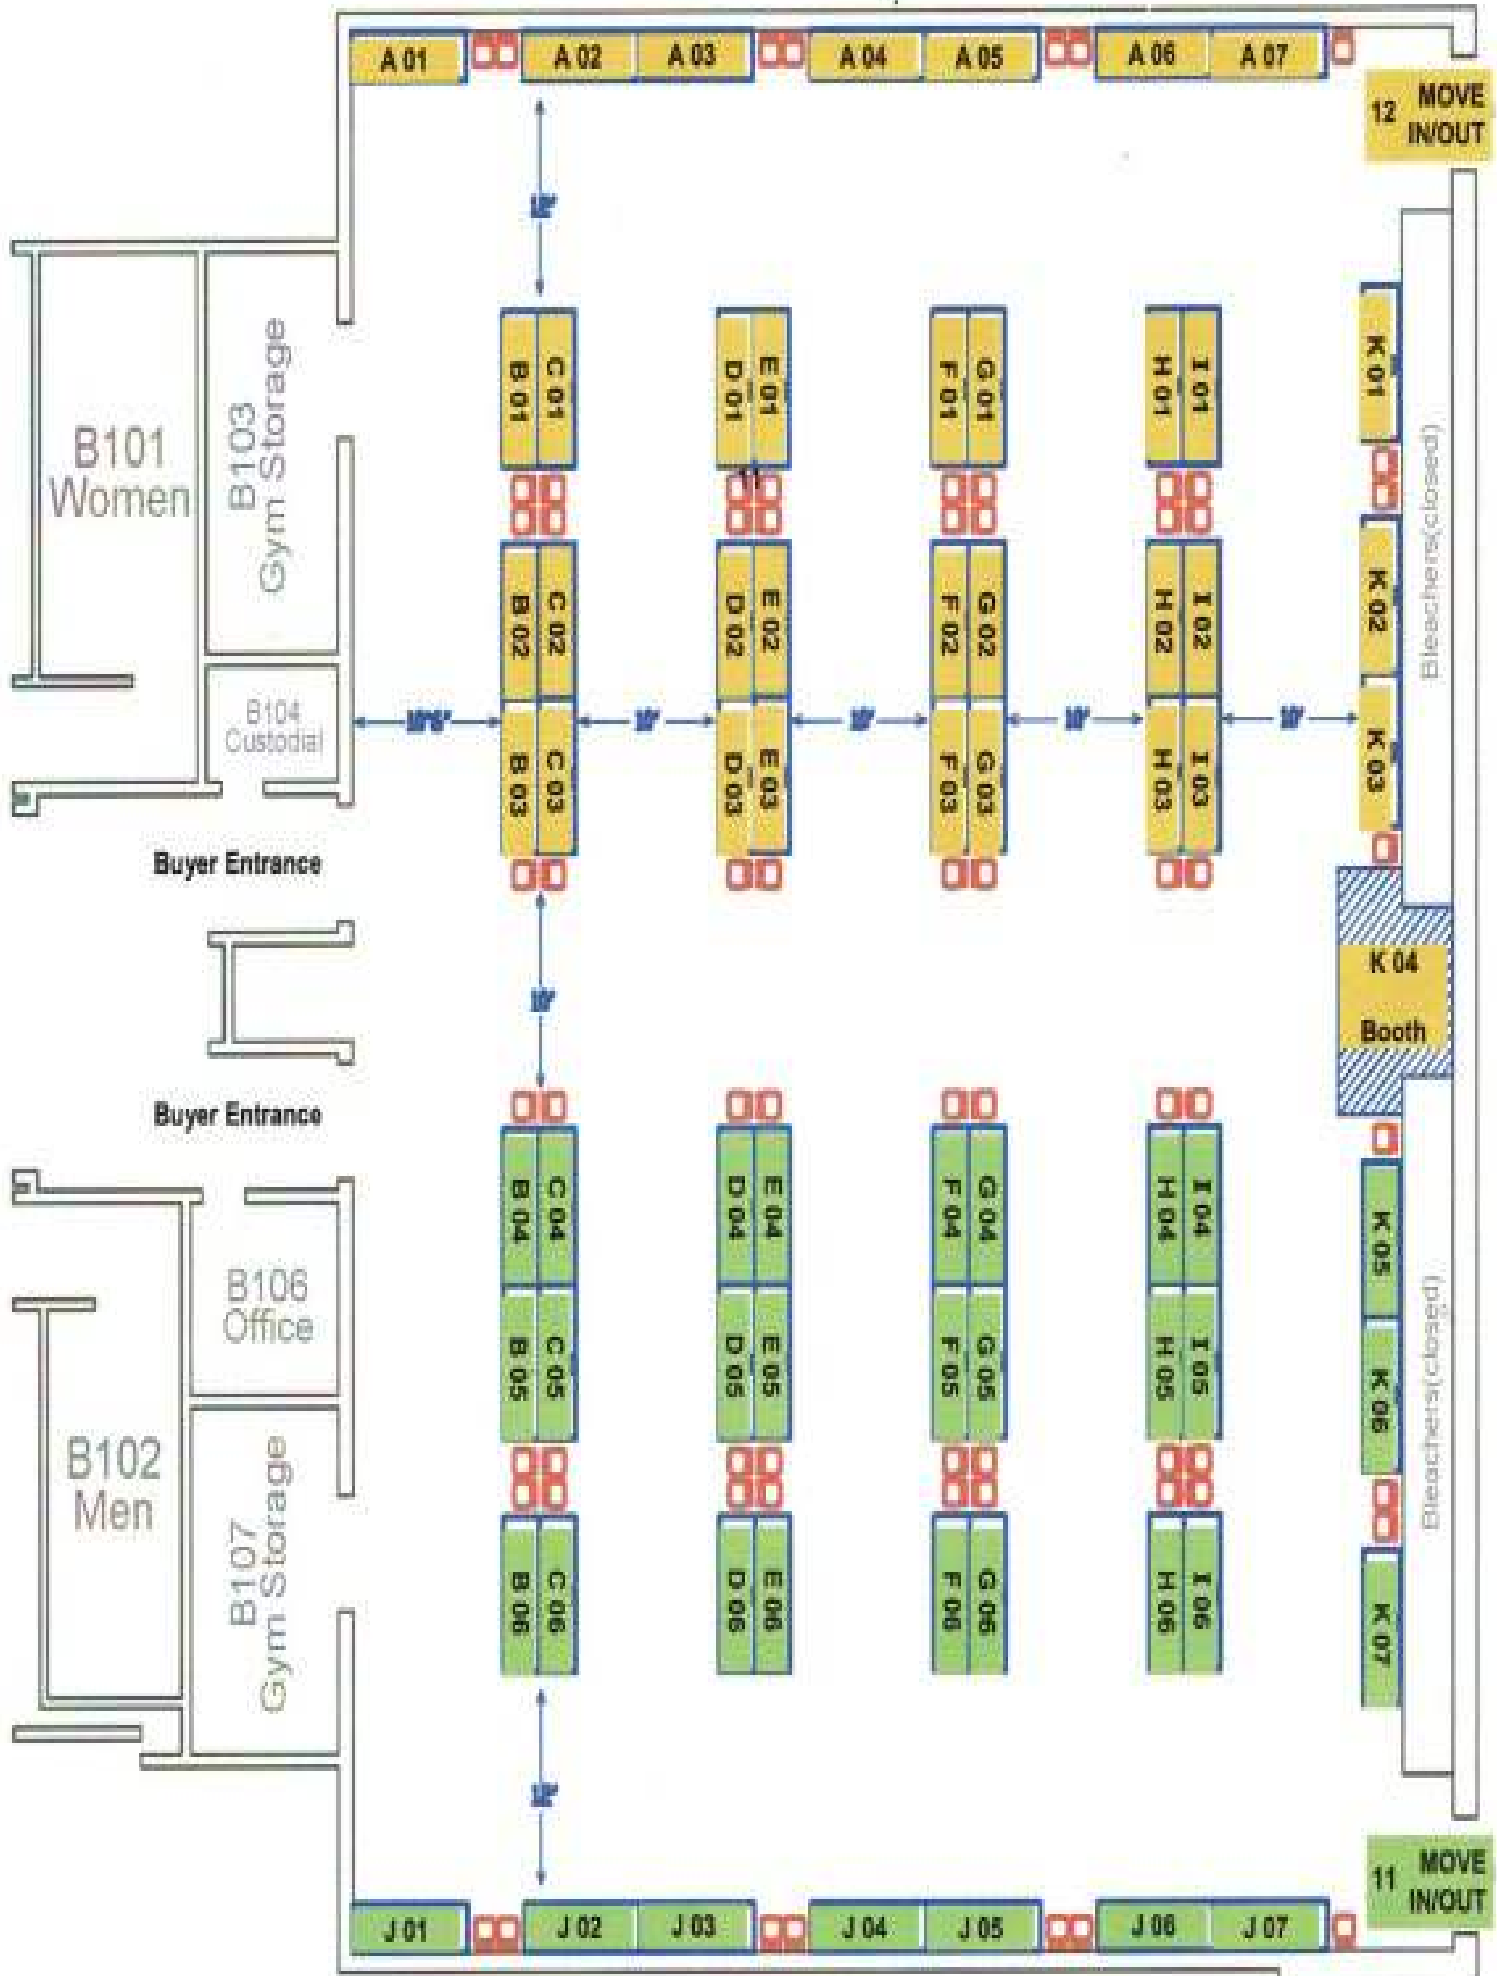 A 01
A 02
A 03
A 04
A 05
A 06
A 07
12 MOVE
IN/OUT
B101
Women
B103
Gym Storage
B104
Custodial
B 01
C 01
D 01
E 01
F 01
G 01
H 01
I 01
K 01
11
B 02
C 02
D 02
E 02
F 02
G 02
H 02
I 02
K 02
Bleachers(closed)
10'
10'
10'
10'
B 03
C 03
D 03
E 03
F 03
G 03
H 03
I 03
K 03
Buyer Entrance
K 04
Booth
Buyer Entrance
B 04
C 04
D 04
E 04
F 04
G 04
H 04
I 04
K 05
B106
Office
B 05
C 05
D 05
E 05
F 05
G 05
H 05
I 05
K 06
Bleachers(closed)
B102
Men
B107
Gym Storage
B 06
C 06
D 06
E 06
F 06
G 06
H 06
I 06
K 07
11 MOVE
IN/OUT
J 01
J 02
J 03
J 04
J 05
J 06
J 07